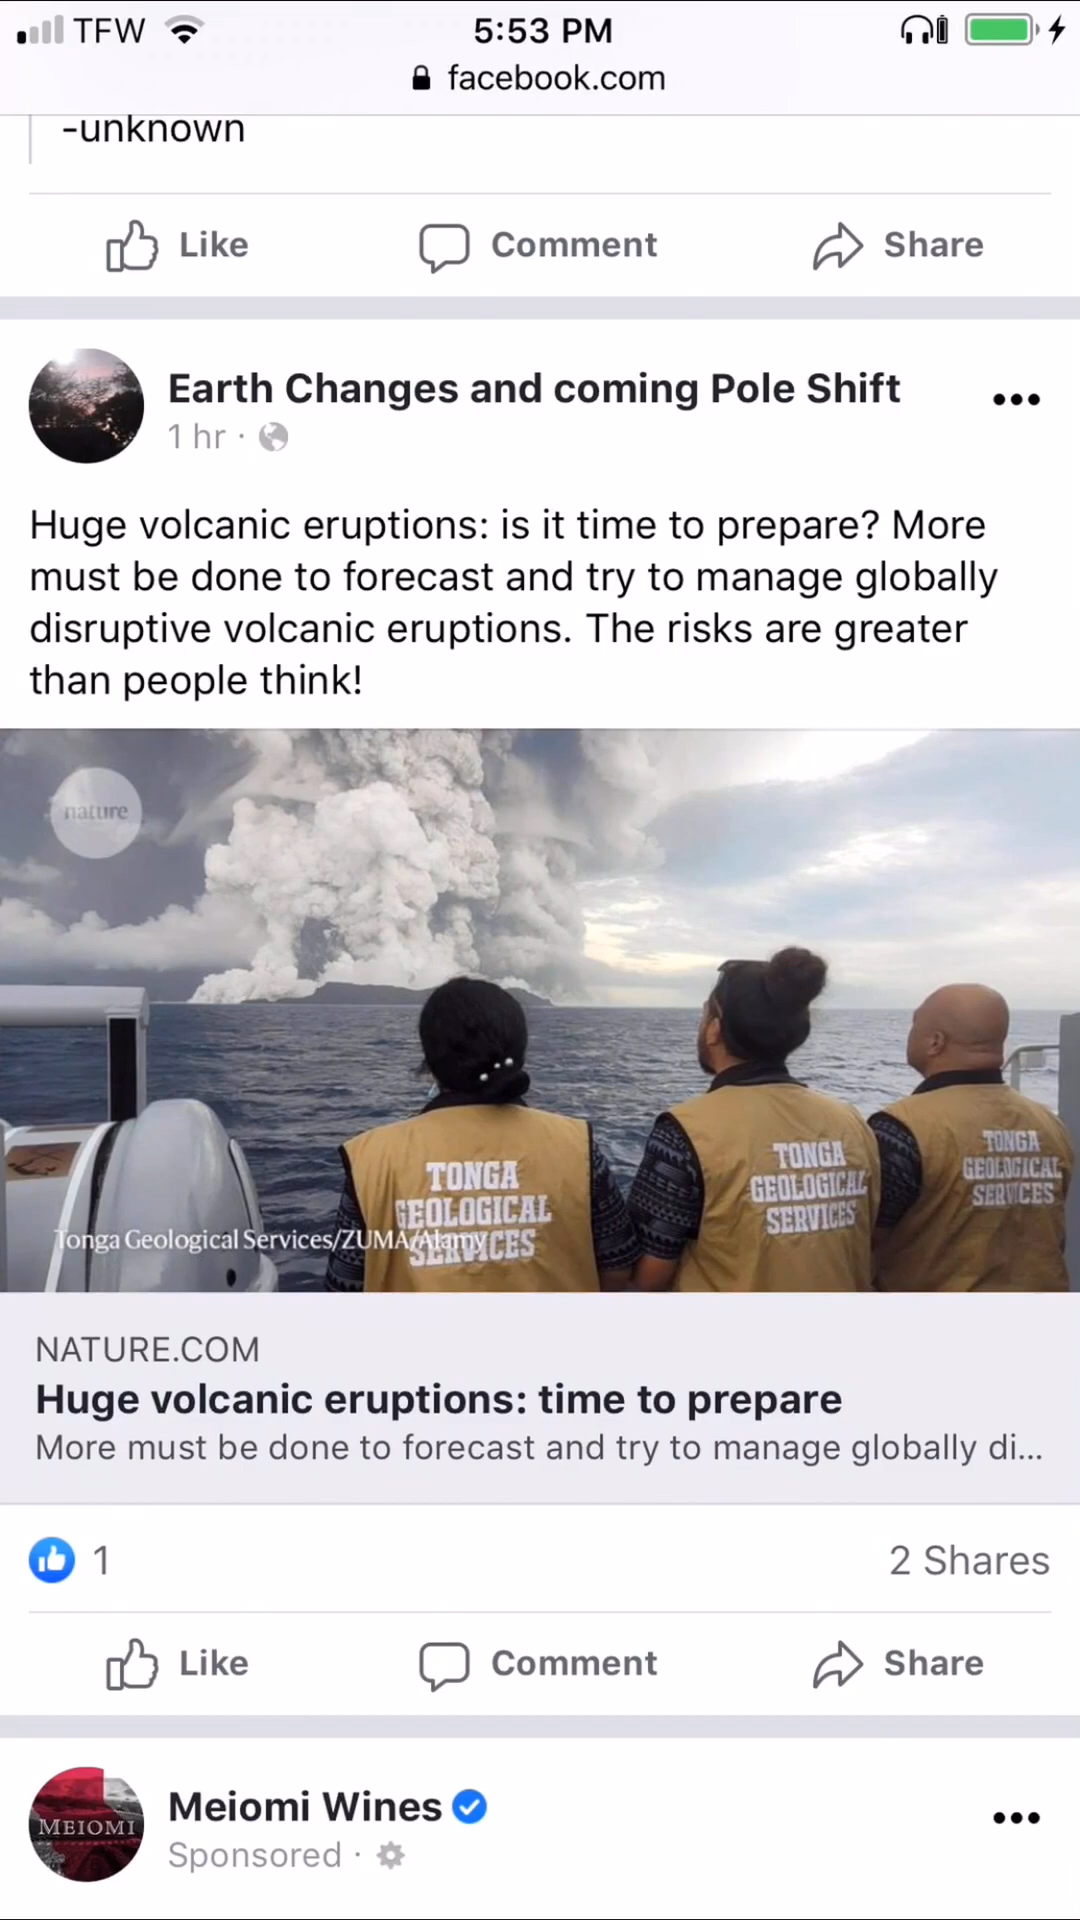 TFW
5:53 PM
facebook.com
-unknown
Like
Comment
Share
Earth Changes and coming Pole Shift
1 hr ·
Huge volcanic eruptions: is it time to prepare? More
must be done to forecast and try to manage globally
disruptive volcanic eruptions. The risks are greater
than people think!
nature
TONGA
GEOLOGICAL
SERVICES
TONGA
GEOLOGICAL
SERVICES
TONGA
GEOLOGICAL
SERVICES
Tonga Geological Services/ZUMA/Alamy
NATURE.COM
Huge volcanic eruptions: time to prepare
More must be done to forecast and try to manage globally di...
1
2 Shares
Like
Comment
Share
MEIOMI
Meiomi Wines
Sponsored ·